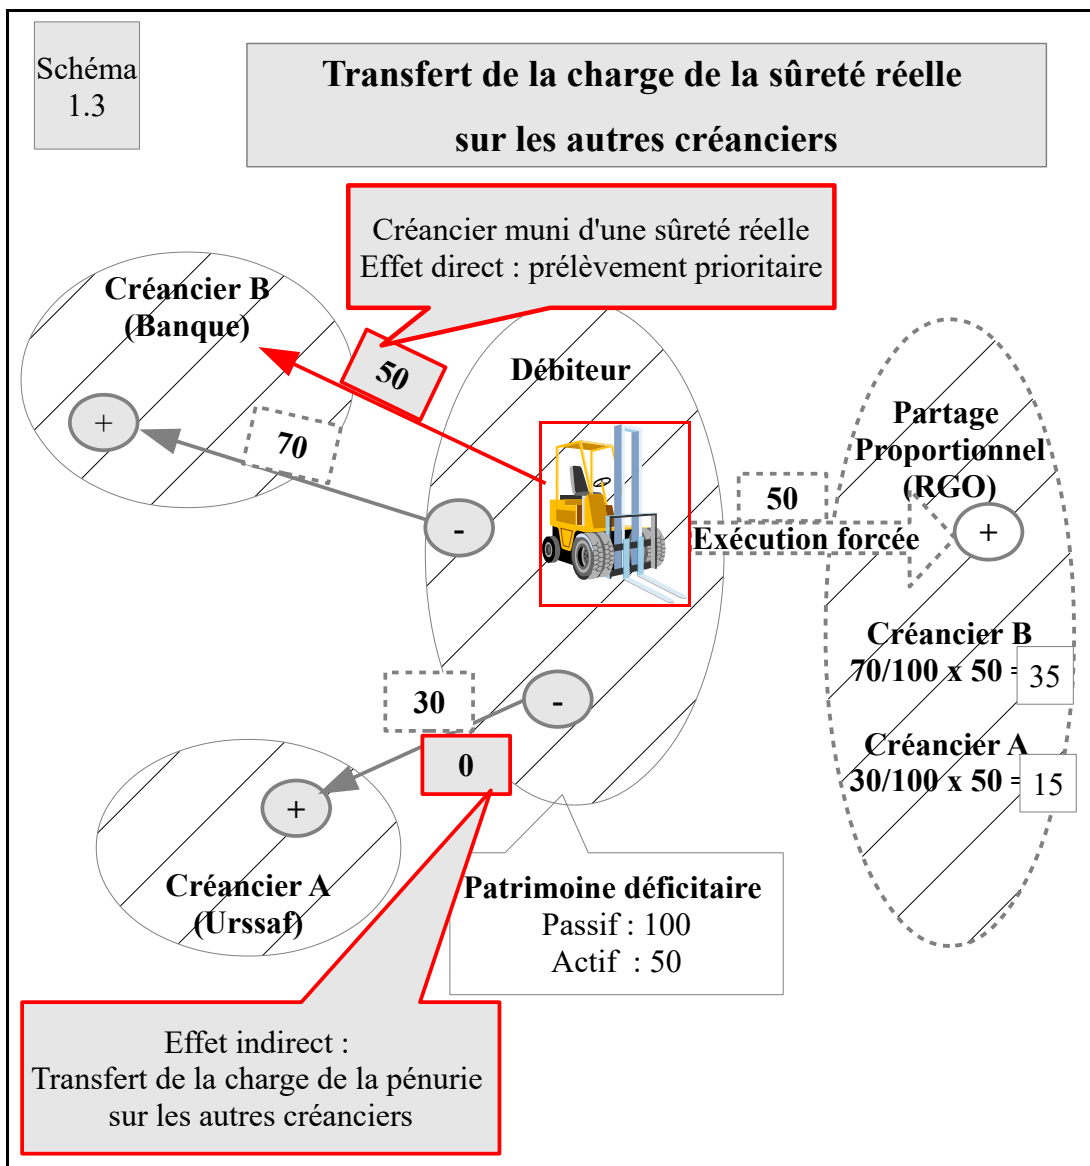 Schéma
1.3
Transfert de la charge de la sûreté réelle
sur les autres créanciers
Créancier muni d'une sûreté réelle
Effet direct : prélèvement prioritaire
Créancier B
(Banque)
50
Débiteur
+
70
-
Partage
Proportionnel
(RGO)
50
Exécution forcée
+
Créancier B
70/100 x 50 =
35
Créancier A
30/100 x 50 =
15
30
-
0
+
Créancier A
(Urssaf)
Patrimoine déficitaire
Passif : 100
Actif : 50
Effet indirect :
Transfert de la charge de la pénurie
sur les autres créanciers